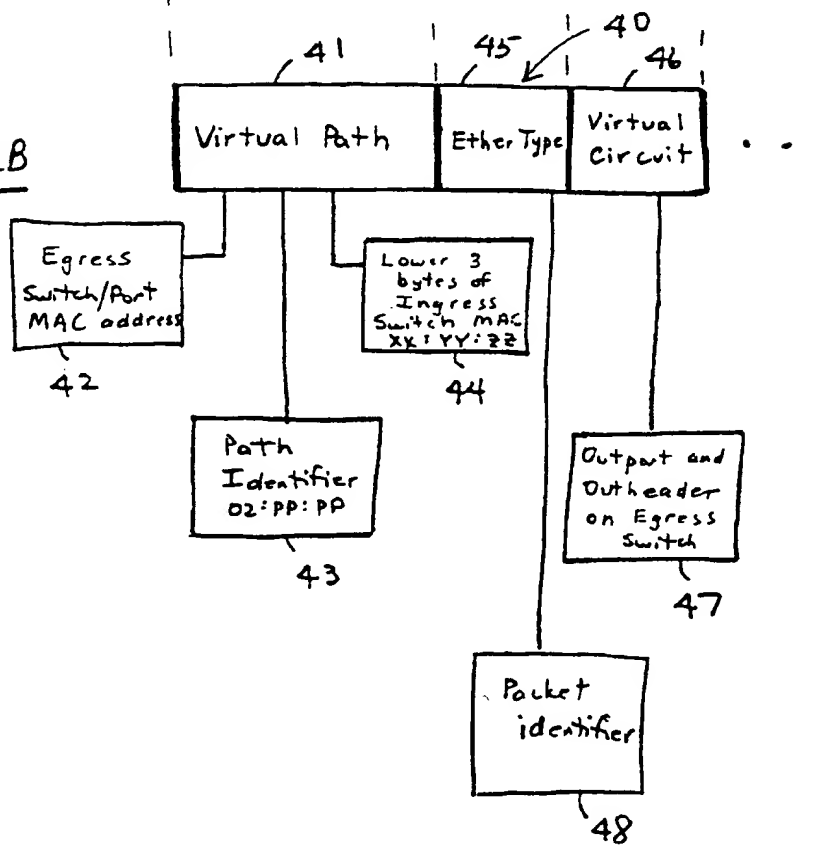 41
45
40
46
Virtual Path
EtherType
Virtual
Circuit
B
Egress
Switch/Port
MAC address
42
Lower 3
bytes of
Ingress
Switch MAC
XX:YY:ZZ
44
Path
Identifier
02:PP:PP
43
Outport and
Outheader
on Egress
Switch
47
Packet
identifier
48